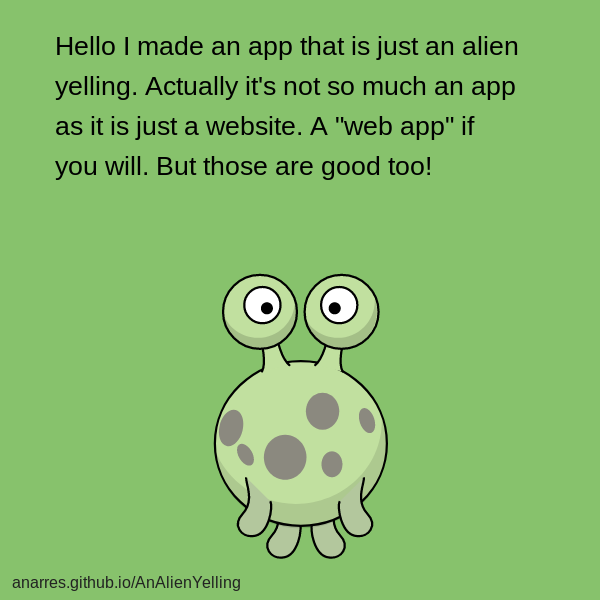 Hello I made an app that is just an alien
yelling. Actually it's not so much an app
as it is just a website. A "web app" if
you will. But those are good too!
anarres.github.io/AnAlienYelling